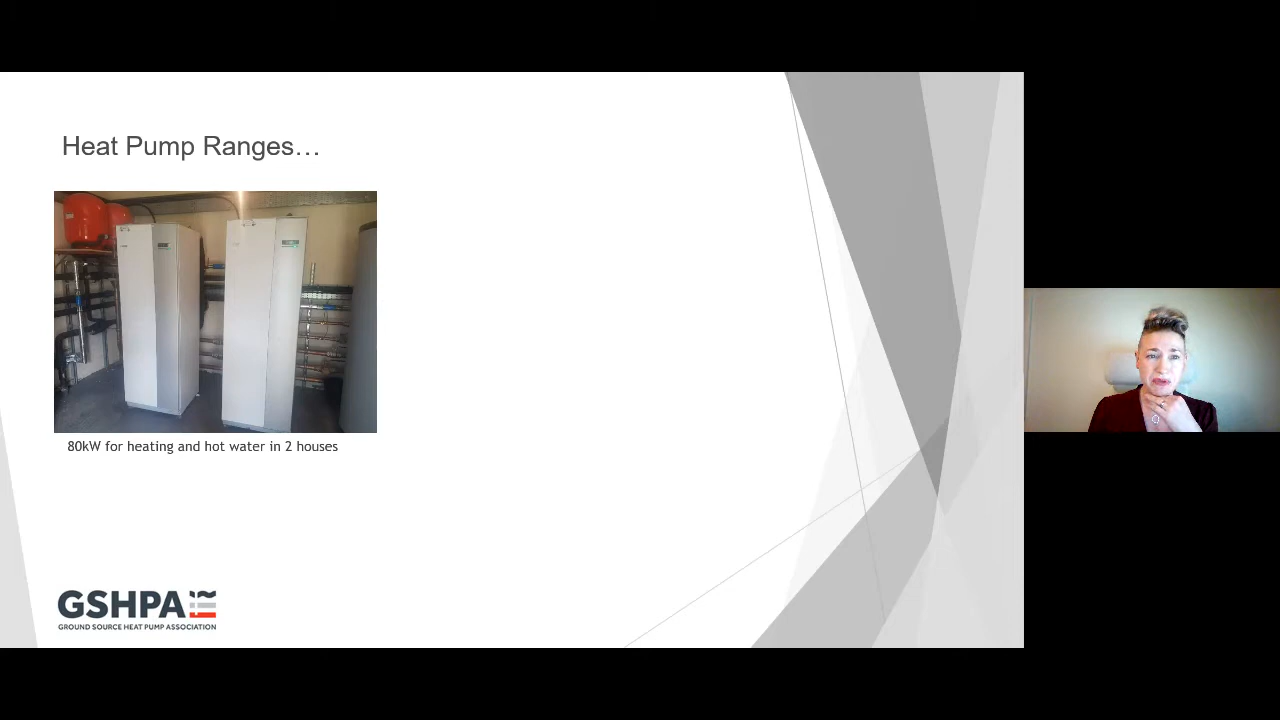 Heat Pump Ranges…
80kW for heating and hot water in 2 houses
GSHPA
GROUND SOURCE HEAT PUMP ASSOCIATION